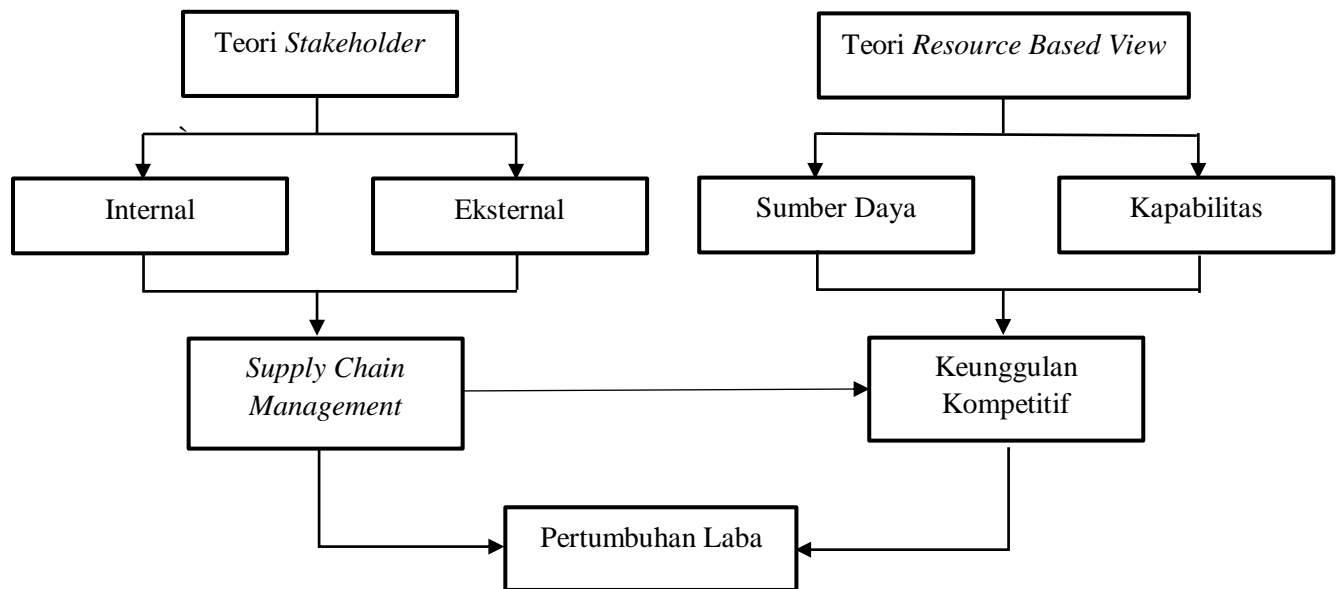 Teori Stakeholder
Teori Resource Based View
`
Internal
Eksternal
Sumber Daya
Kapabilitas
Supply Chain
Management
Keunggulan
Kompetitif
Pertumbuhan Laba